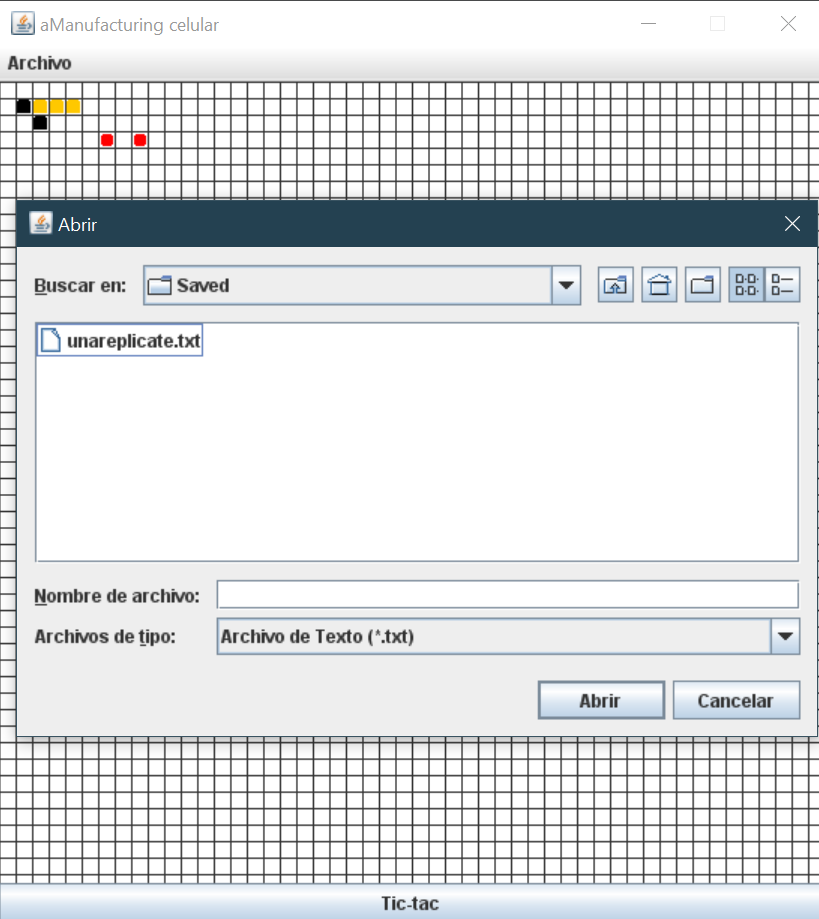 aManufacturing celular
Archivo
Abrir
Buscar en: Saved
unareplicate.txt
Nombre de archivo:
Archivos de tipo: Archivo de Texto (*.txt)
Abrir Cancelar
Tic-tac